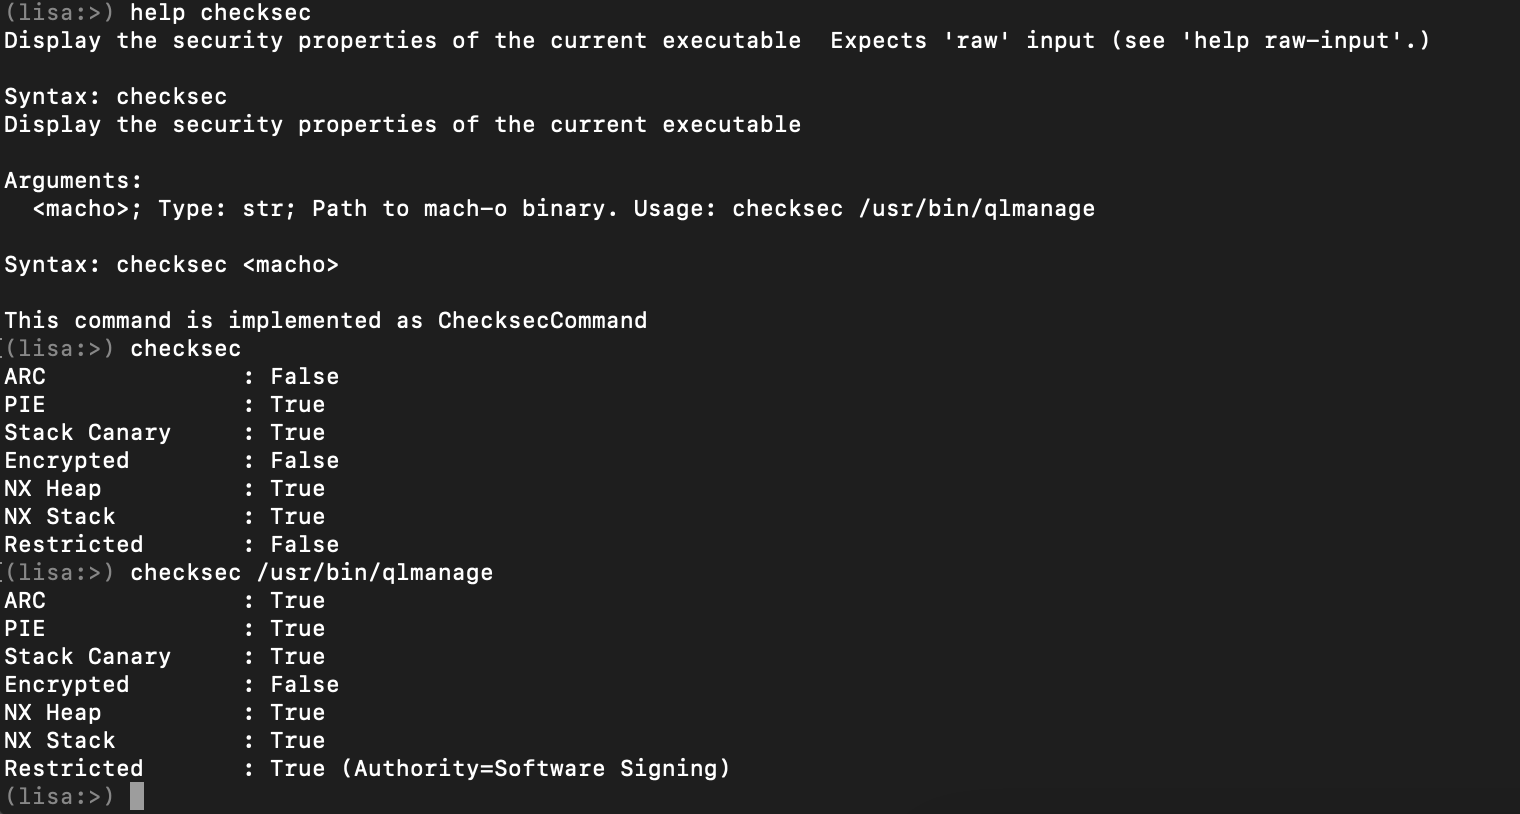 (lisa:>) help checksec
Display the security properties of the current executable  Expects 'raw' input (see 'help raw-input'.)
Syntax: checksec
Display the security properties of the current executable
Arguments:
  <macho>; Type: str; Path to mach-o binary. Usage: checksec /usr/bin/qlmanage
Syntax: checksec <macho>
This command is implemented as ChecksecCommand
[(lisa:>) checksec
ARC              : False
PIE              : True
Stack Canary     : True
Encrypted        : False
NX Heap          : True
NX Stack         : True
Restricted       : False
[(lisa:>) checksec /usr/bin/qlmanage
ARC              : True
PIE              : True
Stack Canary     : True
Encrypted        : False
NX Heap          : True
NX Stack         : True
Restricted       : True (Authority=Software Signing)
(lisa:>)